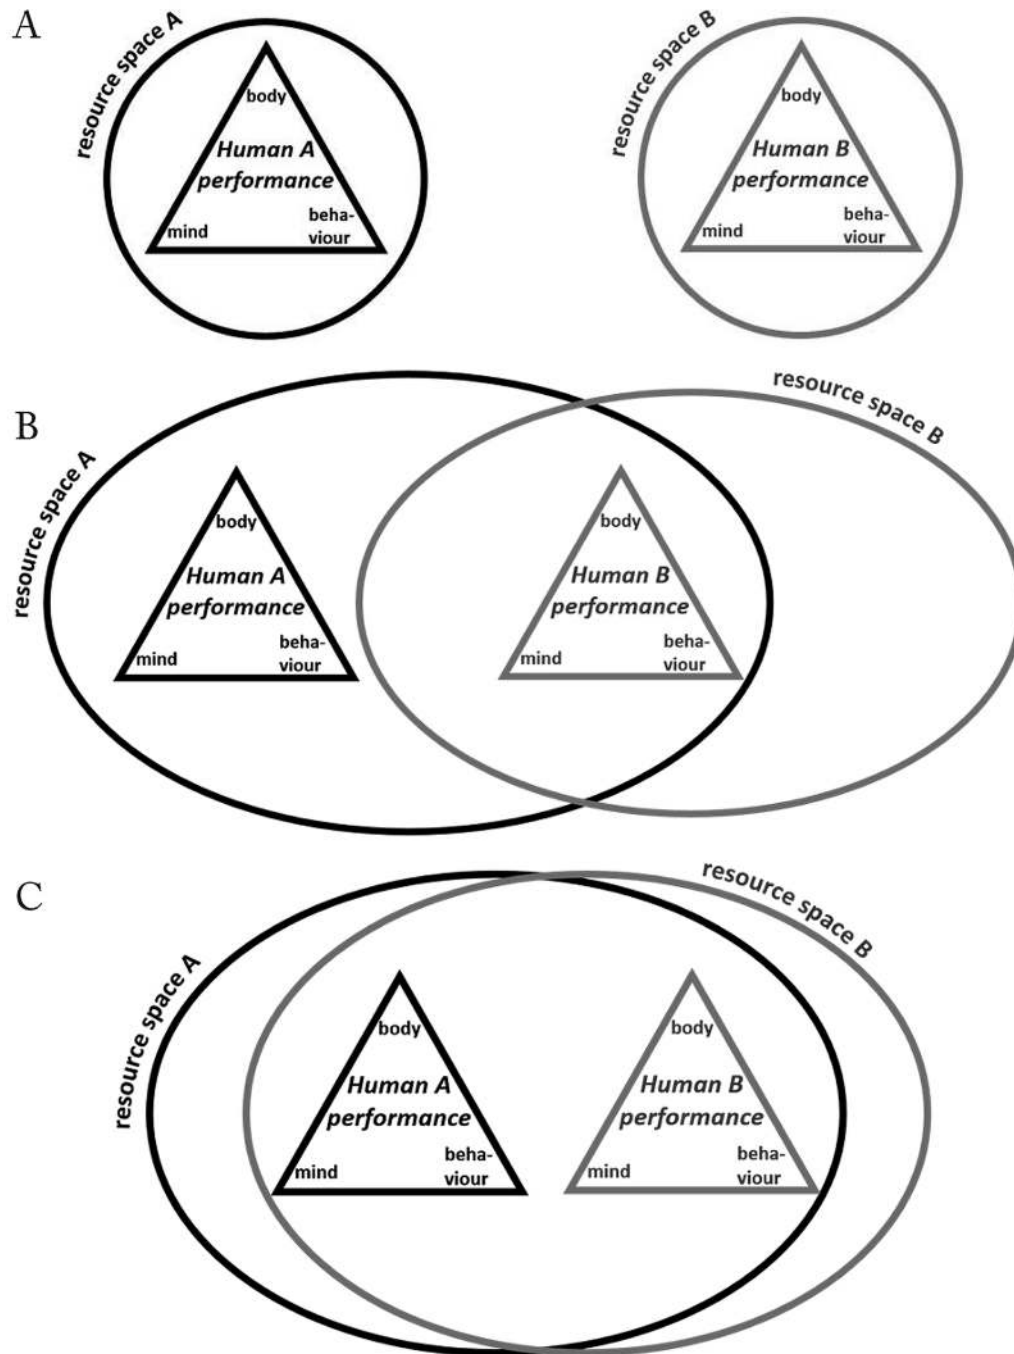 A
resource space A
body
Human A
performance
mind
beha-
viour
resource space B
body
Human B
performance
mind
beha-
viour
B
resource space A
body
Human A
performance
mind
beha-
viour
resource space B
body
Human B
performance
mind
beha-
viour
C
resource space A
body
Human A
performance
mind
beha-
viour
resource space B
body
Human B
performance
mind
beha-
viour